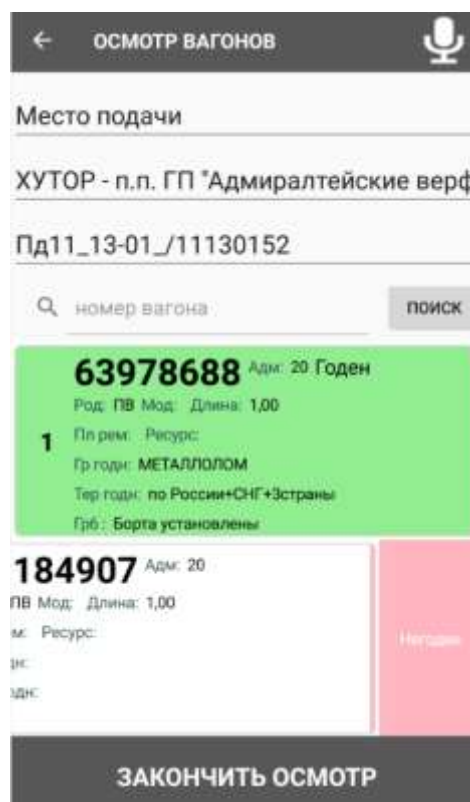 ОСМОТР ВАГОНОВ
Место подачи
ХУТОР - п.п. ГП "Адмиралтейские верф
Пд11_13-01_/11130152
номер вагона
ПОИСК
63978688 Адм: 20 Годен
Род: ПВ Мод: Длина: 1,00
1
Пл рем: Ресурс:
Гр годн: МЕТАЛЛОЛОМ
Тер годн: по России+СНГ+3страны
Грб: Борта установлены
184907 Адм: 20
ПВ Мод: Длина: 1,00
м: Ресурс:
дн:
одн:
Негоден
ЗАКОНЧИТЬ ОСМОТР